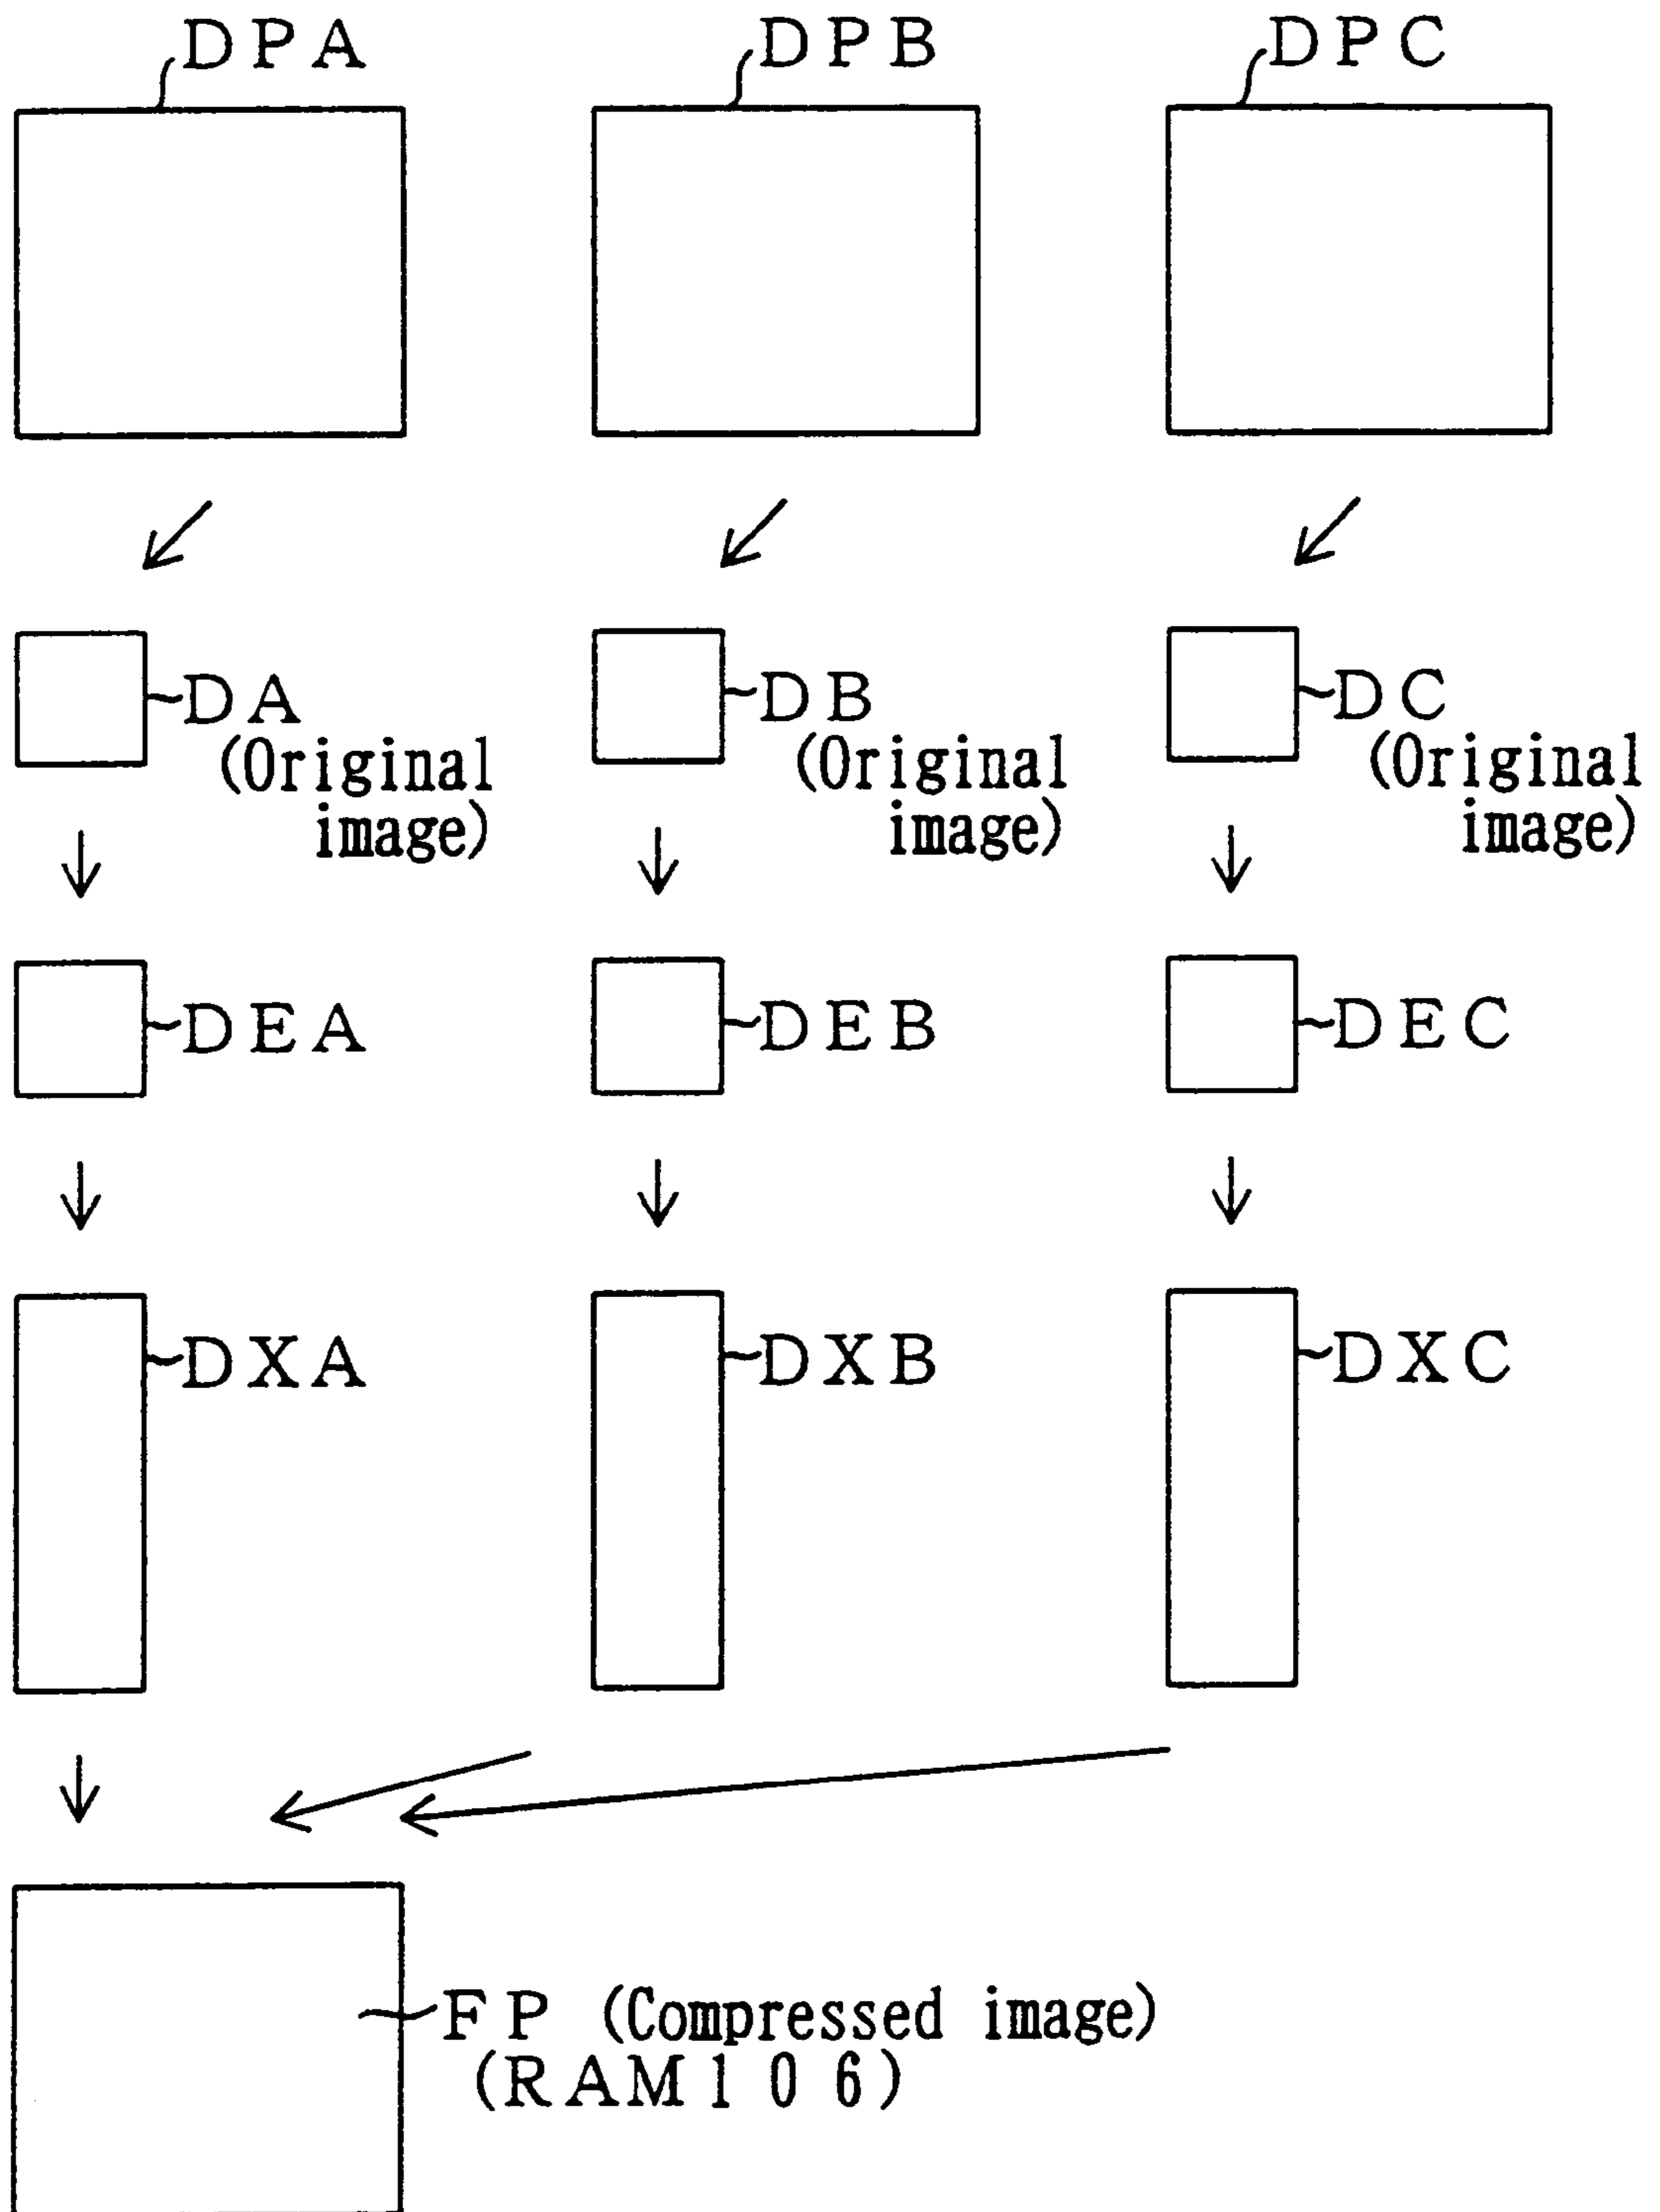 DPA
DPB
DPC
DA
(Original
image)
DB
(Original
image)
DC
(Original
image)
DEA
DEB
DEC
DXA
DXB
DXC
FP (Compressed image)
(RAM106)